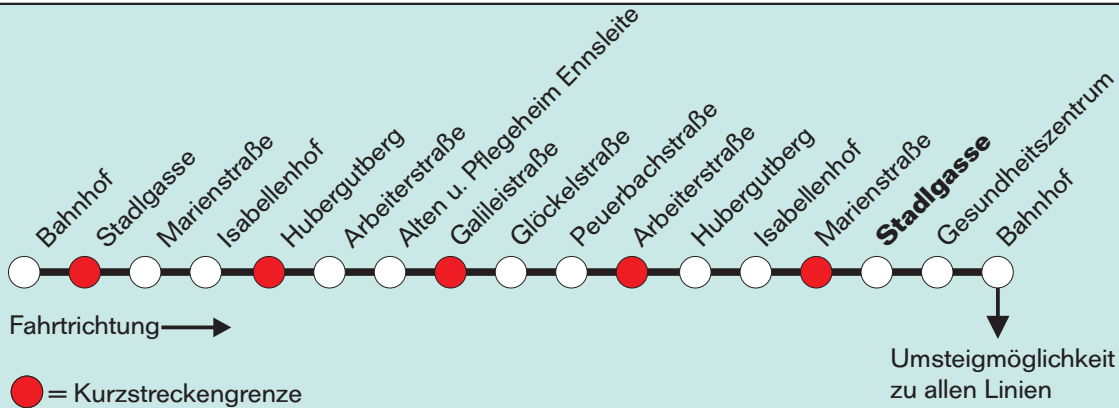 Bahnhof
Stadlgasse
Marienstraße
Isabellenhof
Hubergutberg
Arbeiterstraße
Alten u. Pflegeheim Ennsleite
Galileistraße
Glöckelstraße
Peuerbachstraße
Arbeiterstraße
Hubergutberg
Isabellenhof
Marienstraße
Stadlgasse
Gesundheitszentrum
Bahnhof
Fahrtrichtung
Umsteigmöglichkeit
zu allen Linien
= Kurzstreckengrenze